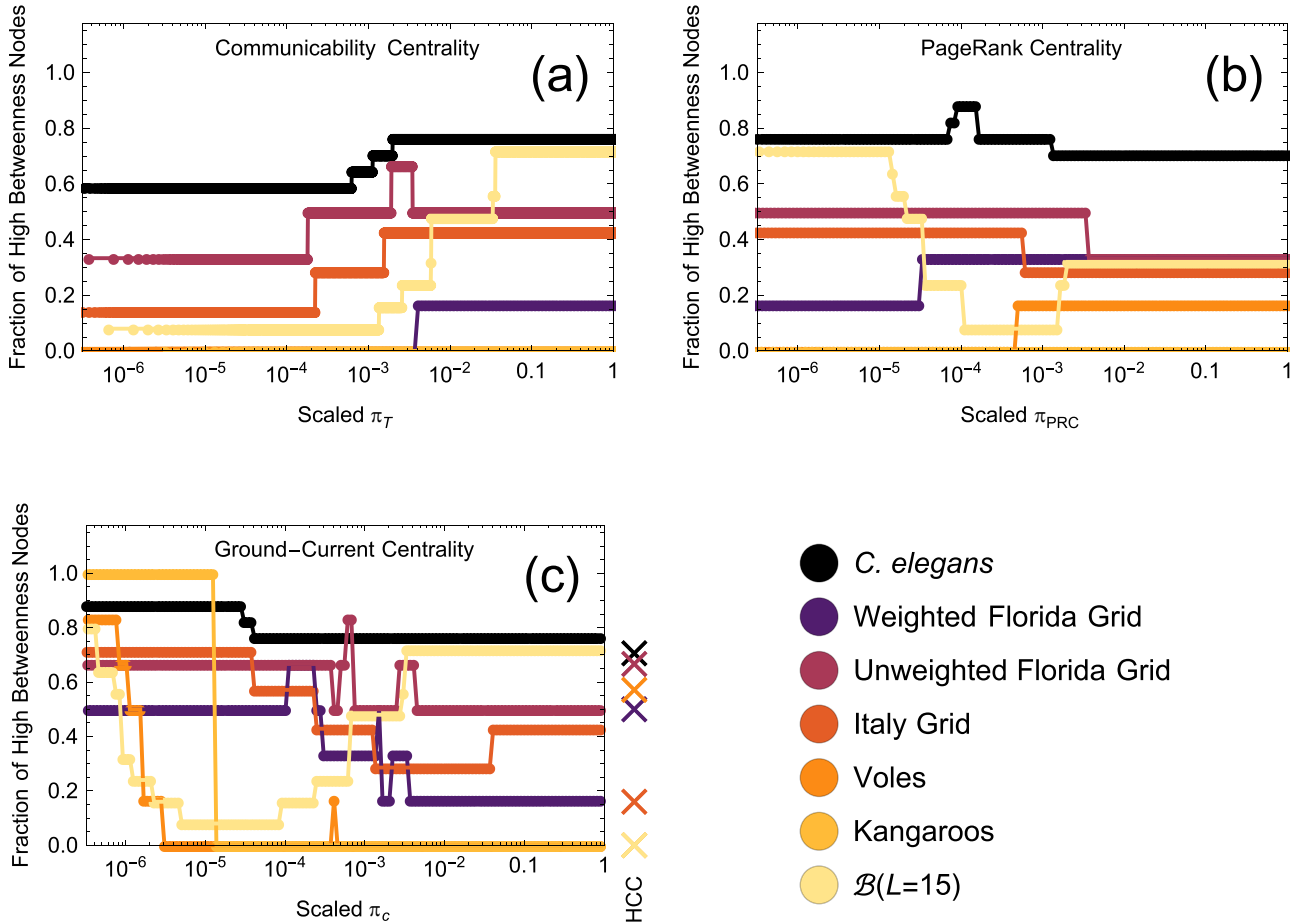 Communicability Centrality
(a)
Fraction of High Betweenness Nodes
1.0
0.8
0.6
0.4
0.2
0.0
10⁻⁶ 10⁻⁵ 10⁻⁴ 10⁻³ 10⁻² 0.1 1
Scaled π_T
PageRank Centrality
(b)
Fraction of High Betweenness Nodes
1.0
0.8
0.6
0.4
0.2
0.0
10⁻⁶ 10⁻⁵ 10⁻⁴ 10⁻³ 10⁻² 0.1 1
Scaled π_PRC
Ground−Current Centrality
(c)
Fraction of High Betweenness Nodes
1.0
0.8
0.6
0.4
0.2
0.0
10⁻⁶ 10⁻⁵ 10⁻⁴ 10⁻³ 10⁻² 0.1 1
Scaled π_c
HCC
C. elegans
Weighted Florida Grid
Unweighted Florida Grid
Italy Grid
Voles
Kangaroos
ℬ(L=15)